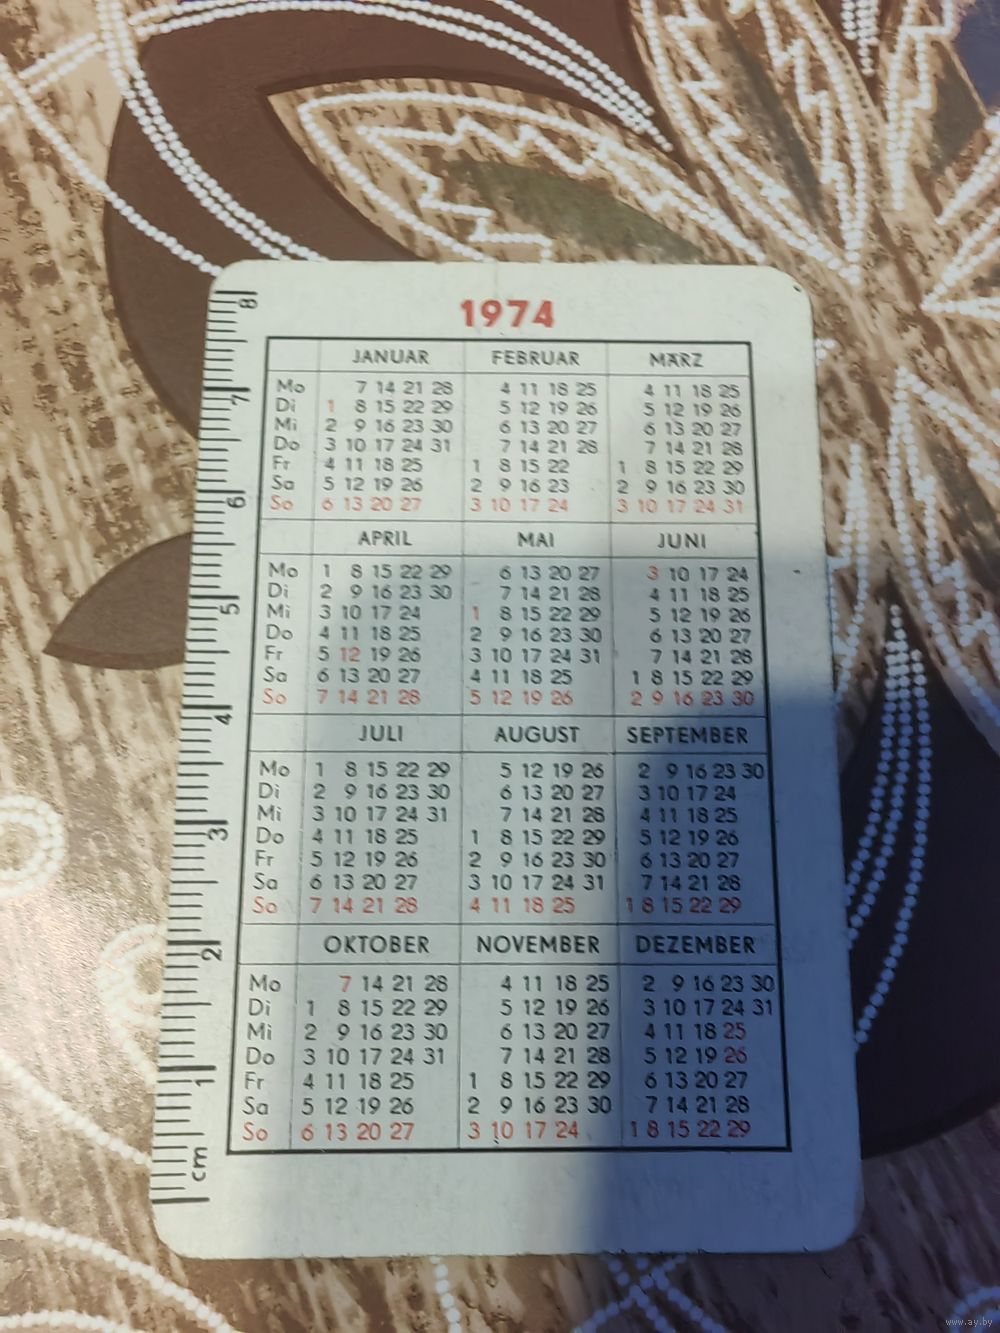 1974
JANUAR FEBRUAR MÄRZ
Mo 7 14 21 28 4 11 18 25 4 11 18 25
Di 1 8 15 22 29 5 12 19 26 5 12 19 26
Mi 2 9 16 23 30 6 13 20 27 6 13 20 27
Do 3 10 17 24 31 7 14 21 28 7 14 21 28
Fr 4 11 18 25 1 8 15 22 1 8 15 22 29
Sa 5 12 19 26 2 9 16 23 2 9 16 23 30
So 6 13 20 27 3 10 17 24 3 10 17 24 31
APRIL MAI JUNI
Mo 1 8 15 22 29 6 13 20 27 3 10 17 24
Di 2 9 16 23 30 7 14 21 28 4 11 18 25
Mi 3 10 17 24 1 8 15 22 29 5 12 19 26
Do 4 11 18 25 2 9 16 23 30 6 13 20 27
Fr 5 12 19 26 3 10 17 24 31 7 14 21 28
Sa 6 13 20 27 4 11 18 25 1 8 15 22 29
So 7 14 21 28 5 12 19 26 2 9 16 23 30
JULI AUGUST SEPTEMBER
Mo 1 8 15 22 29 5 12 19 26 2 9 16 23 30
Di 2 9 16 23 30 6 13 20 27 3 10 17 24
Mi 3 10 17 24 31 7 14 21 28 4 11 18 25
Do 4 11 18 25 1 8 15 22 29 5 12 19 26
Fr 5 12 19 26 2 9 16 23 30 6 13 20 27
Sa 6 13 20 27 3 10 17 24 31 7 14 21 28
So 7 14 21 28 4 11 18 25 1 8 15 22 29
OKTOBER NOVEMBER DEZEMBER
Mo 7 14 21 28 4 11 18 25 2 9 16 23 30
Di 1 8 15 22 29 5 12 19 26 3 10 17 24 31
Mi 2 9 16 23 30 6 13 20 27 4 11 18 25
Do 3 10 17 24 31 7 14 21 28 5 12 19 26
Fr 4 11 18 25 1 8 15 22 29 6 13 20 27
Sa 5 12 19 26 2 9 16 23 30 7 14 21 28
So 6 13 20 27 3 10 17 24 1 8 15 22 29
cm 1 2 3 4 5 6 7 8
www.ay.by